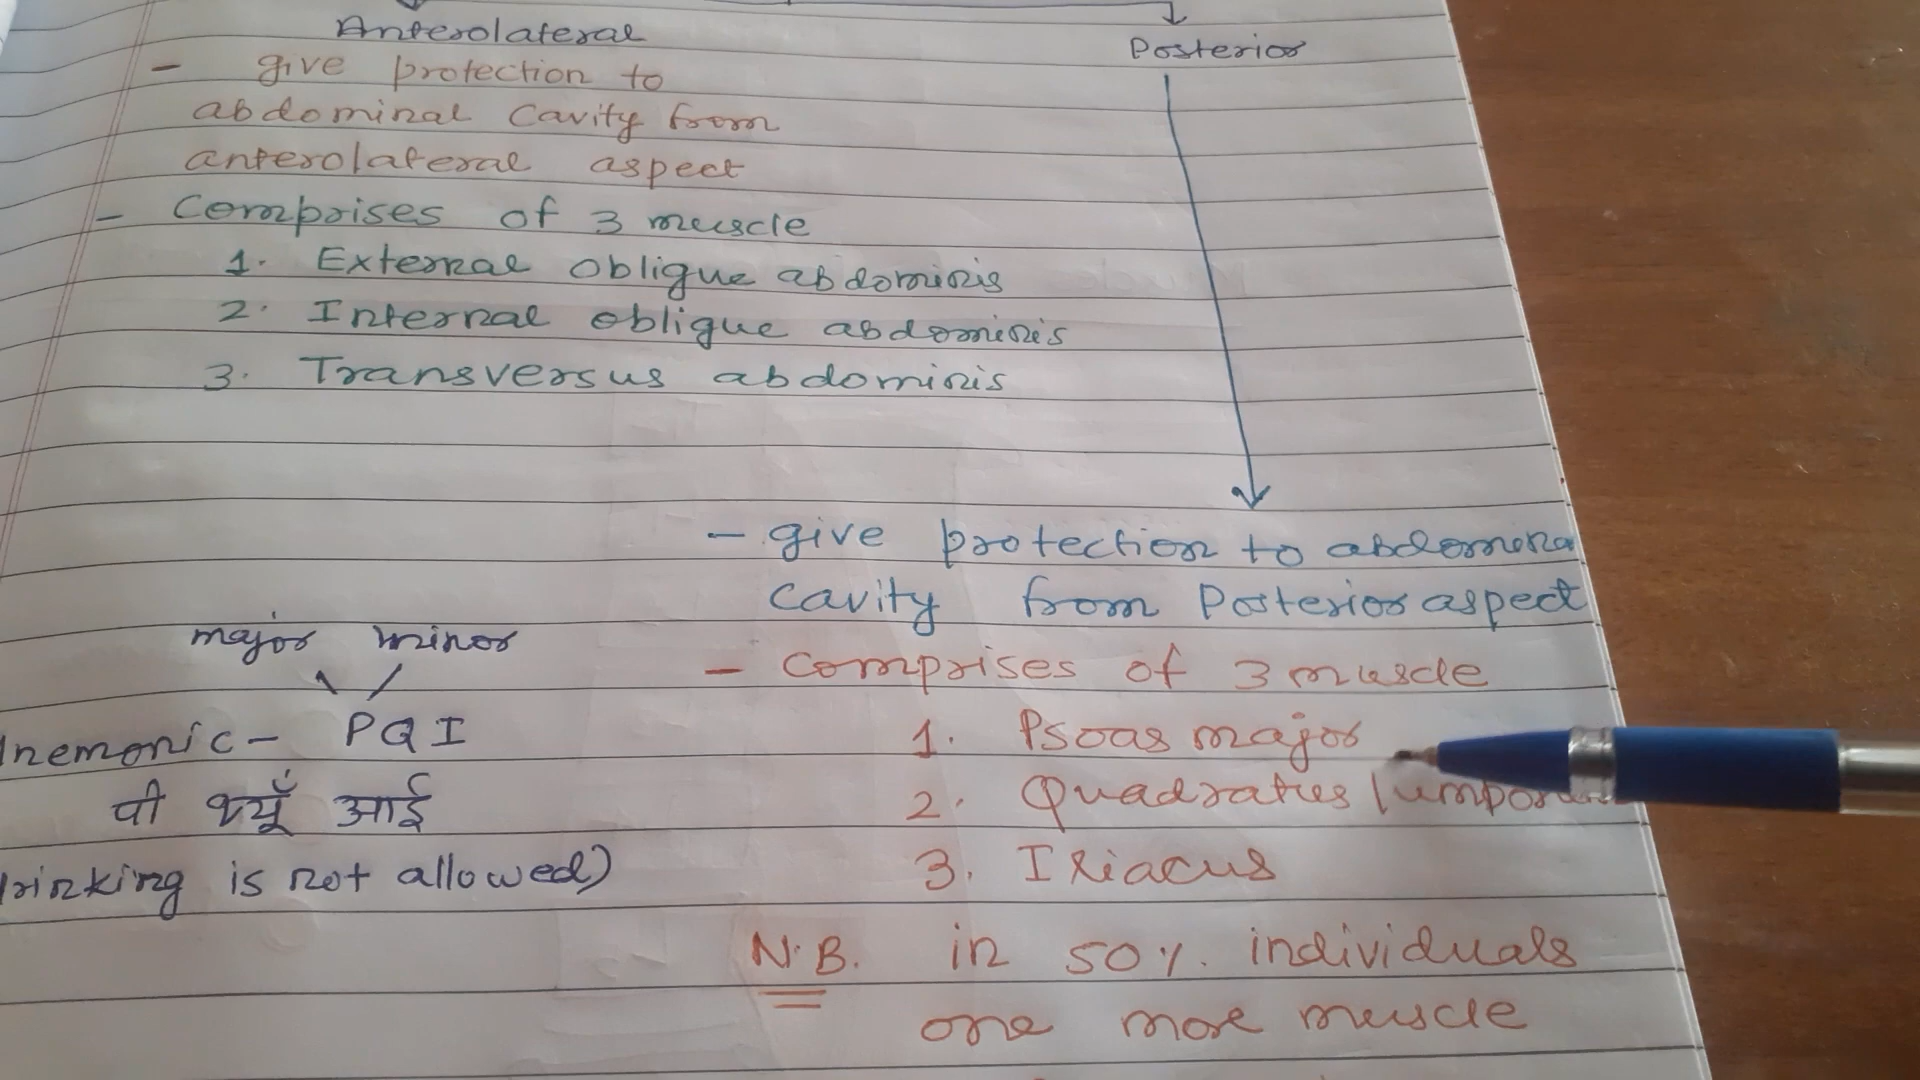 Anterolateral
Posterior
- give protection to
abdominal cavity from
anterolateral aspect
- Comprises of 3 muscle
1. External oblique abdominis
2. Internal oblique abdominis
3. Transversus abdominis
- give protection to abdomina
cavity from Posterior aspect
- Comprises of 3 muscle
1. Psoas major
2. Quadratus lumporu
3. Iliacus
N.B. in 50%. individuals
one more muscle
major minor
nemonic - PQI
पी क्यूँ आई
rinking is not allowed)